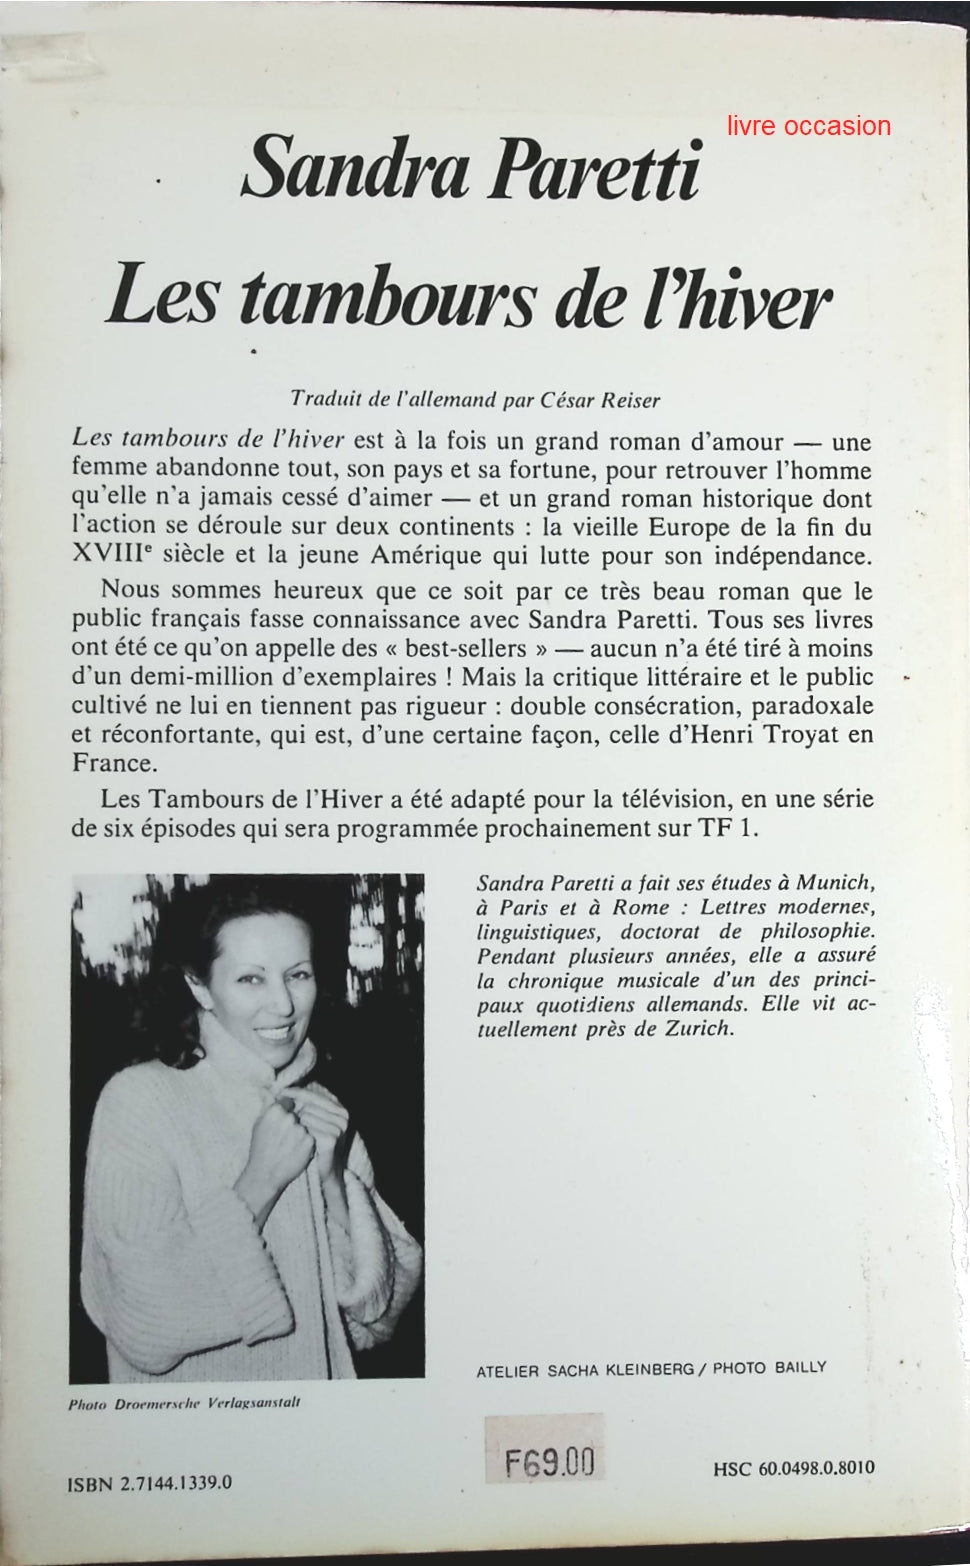 livre occasion
Sandra Paretti
Les tambours de l'hiver
Traduit de l'allemand par César Reiser
Les tambours de l'hiver est à la fois un grand roman d'amour — une
femme abandonne tout, son pays et sa fortune, pour retrouver l'homme
qu'elle n'a jamais cessé d'aimer — et un grand roman historique dont
l'action se déroule sur deux continents : la vieille Europe de la fin du
XVIIIe siècle et la jeune Amérique qui lutte pour son indépendance.
Nous sommes heureux que ce soit par ce très beau roman que le
public français fasse connaissance avec Sandra Paretti. Tous ses livres
ont été ce qu'on appelle des « best-sellers » — aucun n'a été tiré à moins
d'un demi-million d'exemplaires ! Mais la critique littéraire et le public
cultivé ne lui en tiennent pas rigueur : double consécration, paradoxale
et réconfortante, qui est, d'une certaine façon, celle d'Henri Troyat en
France.
Les Tambours de l'Hiver a été adapté pour la télévision, en une série
de six épisodes qui sera programmée prochainement sur TF 1.
Sandra Paretti a fait ses études à Munich,
à Paris et à Rome : Lettres modernes,
linguistiques, doctorat de philosophie.
Pendant plusieurs années, elle a assuré
la chronique musicale d'un des princi-
paux quotidiens allemands. Elle vit ac-
tuellement près de Zurich.
ATELIER SACHA KLEINBERG / PHOTO BAILLY
Photo Droemersche Verlagsanstalt
F69.00
ISBN 2.7144.1339.0
HSC 60.0498.0.8010